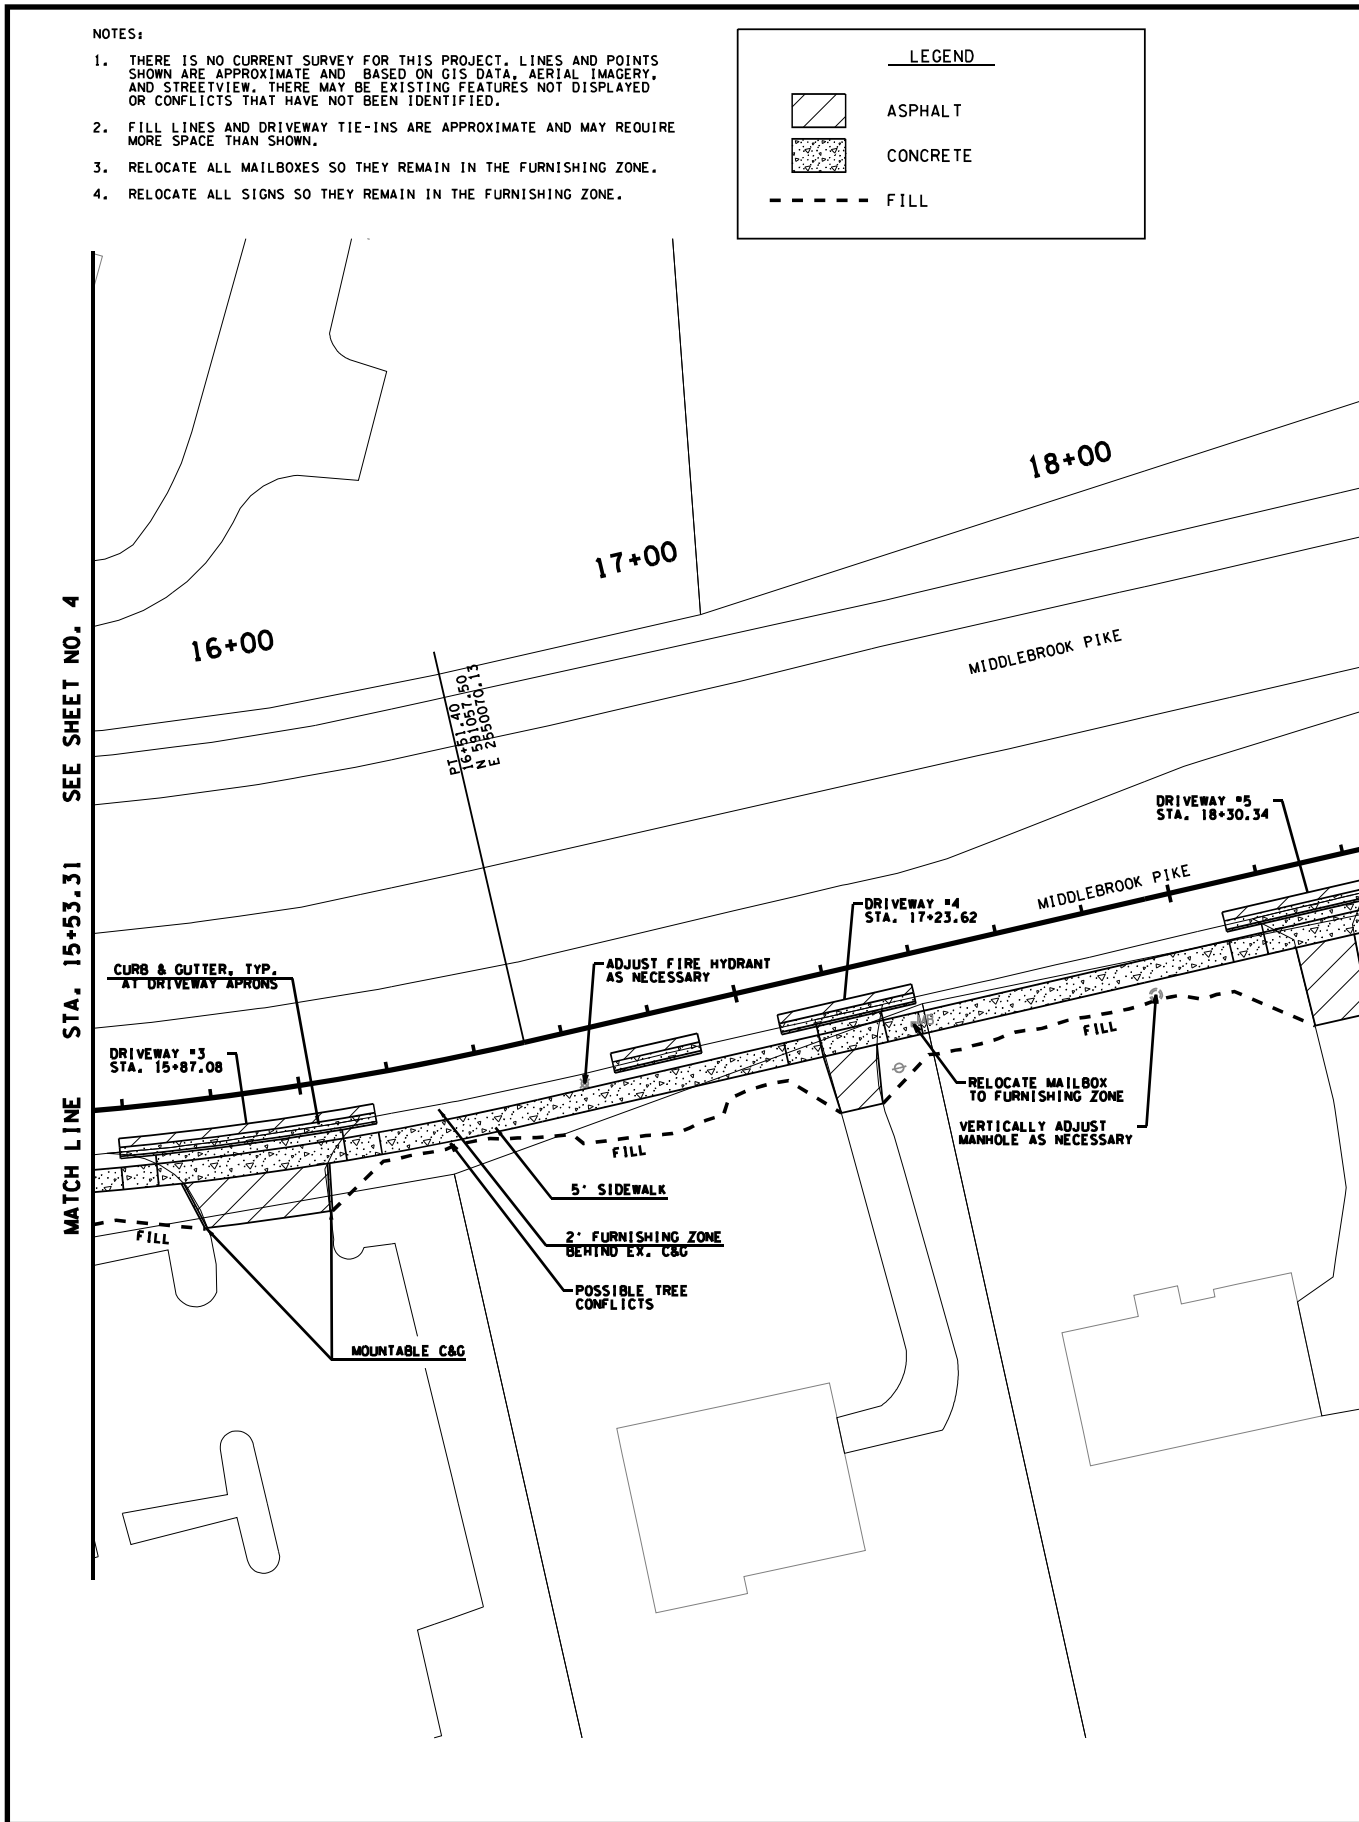 NOTES:
1. THERE IS NO CURRENT SURVEY FOR THIS PROJECT. LINES AND POINTS
SHOWN ARE APPROXIMATE AND BASED ON GIS DATA, AERIAL IMAGERY,
AND STREETVIEW. THERE MAY BE EXISTING FEATURES NOT DISPLAYED
OR CONFLICTS THAT HAVE NOT BEEN IDENTIFIED.
2. FILL LINES AND DRIVEWAY TIE-INS ARE APPROXIMATE AND MAY REQUIRE
MORE SPACE THAN SHOWN.
3. RELOCATE ALL MAILBOXES SO THEY REMAIN IN THE FURNISHING ZONE.
4. RELOCATE ALL SIGNS SO THEY REMAIN IN THE FURNISHING ZONE.
LEGEND
ASPHALT
CONCRETE
FILL
18+00
17+00
16+00
MIDDLEBROOK PIKE
PT
16+51.40
N 591057.50
E 2550070.13
MATCH LINE STA. 15+53.31 SEE SHEET NO. 4
DRIVEWAY #5
STA. 18+30.34
MIDDLEBROOK PIKE
DRIVEWAY #4
STA. 17+23.62
ADJUST FIRE HYDRANT
AS NECESSARY
CURB & GUTTER, TYP.
AT DRIVEWAY APRONS
MB
FILL
DRIVEWAY #3
STA. 15+87.08
RELOCATE MAILBOX
TO FURNISHING ZONE
VERTICALLY ADJUST
MANHOLE AS NECESSARY
FILL
5' SIDEWALK
FILL
2' FURNISHING ZONE
BEHIND EX. C&G
POSSIBLE TREE
CONFLICTS
MOUNTABLE C&G